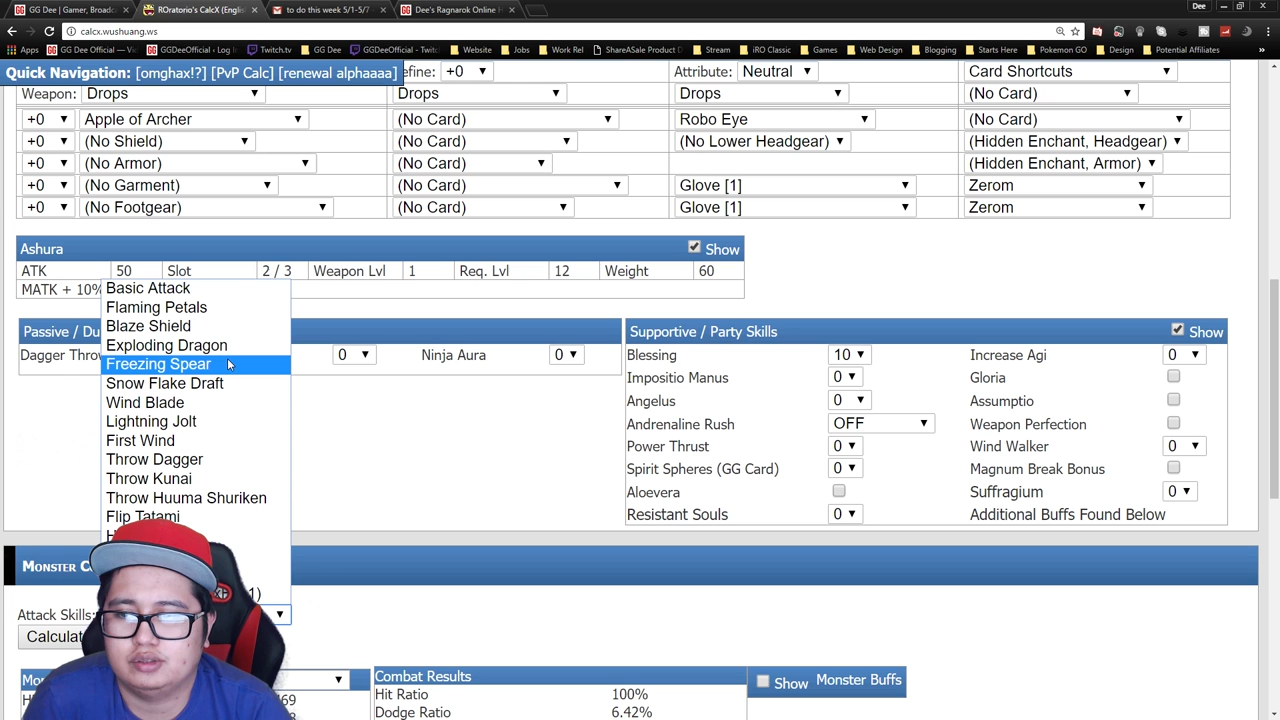 GG Dee | Gamer, Broadc
ROratorio's CalcX (Englis
to do this week 5/1-5/7
Dee's Ragnarok Online H
Dee
calcx.wushuang.ws
Apps
GG Dee Official —
GGDeeOfficial‹ Log
Twitch.tv
GG Dee
GGDeeOfficial - Twit
Website
Jobs
Work Rel
ShareASale Product D
Stream
iRO Classic
Games
Web Design
Blogging
Starts Here
Pokemon GO
Design
Potential Affiliates
Quick Navigation: [omghax!?] [PvP Calc] [renewal alphaaaa]
efine: +0 Attribute: Neutral Card Shortcuts
Weapon: Drops Drops Drops (No Card)
+0 Apple of Archer (No Card) Robo Eye (No Card)
+0 (No Shield) (No Card) (No Lower Headgear) (Hidden Enchant, Headgear)
+0 (No Armor) (No Card) (Hidden Enchant, Armor)
+0 (No Garment) (No Card) Glove [1] Zerom
+0 (No Footgear) (No Card) Glove [1] Zerom
Ashura Show
ATK 50 Slot 2 / 3 Weapon Lvl 1 Req. Lvl 12 Weight 60
MATK + 10%
Basic Attack
Flaming Petals
Blaze Shield
Exploding Dragon
Freezing Spear
Snow Flake Draft
Wind Blade
Lightning Jolt
First Wind
Throw Dagger
Throw Kunai
Throw Huuma Shuriken
Flip Tatami
1)
Passive / Du
Dagger Throw 0 Ninja Aura 0
Supportive / Party Skills Show
Blessing 10 Increase Agi 0
Impositio Manus 0 Gloria
Angelus 0 Assumptio
Andrenaline Rush OFF Weapon Perfection
Power Thrust 0 Wind Walker 0
Spirit Spheres (GG Card) 0 Magnum Break Bonus
Aloevera Suffragium 0
Resistant Souls 0 Additional Buffs Found Below
Monster C
Attack Skills:
Calculat
Mo
Combat Results
Show Monster Buffs
H 469
Hit Ratio 100%
Dodge Ratio 6.42%